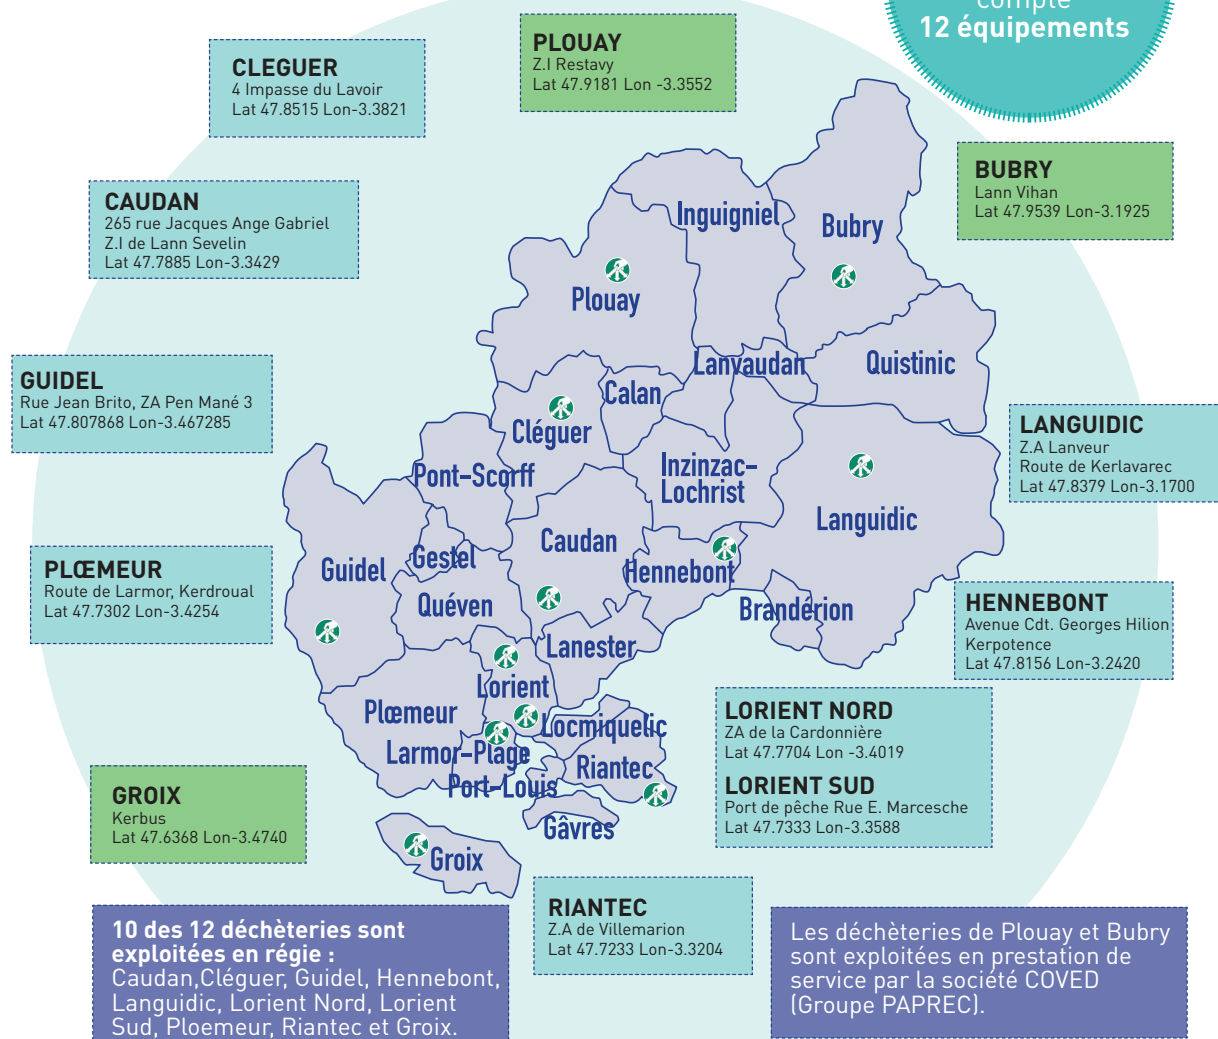 compte
12 équipements
PLOUAY
Z.I Restavy
Lat 47.9181 Lon -3.3552
CLEGUER
4 Impasse du Lavoir
Lat 47.8515 Lon-3.3821
BUBRY
Lann Vihan
Lat 47.9539 Lon-3.1925
CAUDAN
265 rue Jacques Ange Gabriel
Z.I de Lann Sevelin
Lat 47.7885 Lon-3.3429
GUIDEL
Rue Jean Brito, ZA Pen Mané 3
Lat 47.807868 Lon-3.467285
LANGUIDIC
Z.A Lanveur
Route de Kerlavarec
Lat 47.8379 Lon-3.1700
PLŒMEUR
Route de Larmor, Kerdroual
Lat 47.7302 Lon-3.4254
HENNEBONT
Avenue Cdt. Georges Hilion
Kerpotence
Lat 47.8156 Lon-3.2420
LORIENT NORD
ZA de la Cardonnière
Lat 47.7704 Lon -3.4019
LORIENT SUD
Port de pêche Rue E. Marcesche
Lat 47.7333 Lon-3.3588
GROIX
Kerbus
Lat 47.6368 Lon-3.4740
RIANTEC
Z.A de Villemarion
Lat 47.7233 Lon-3.3204
Inguigniel
Bubry
Plouay
Lanvaudan
Quistinic
Calan
Cléguer
Pont-Scorff
Inzinzac-
Lochrist
Languidic
Caudan
Gestel
Guidel
Hennebont
Quéven
Brandérion
Lanester
Lorient
Plœmeur
Locmiquelic
Larmor-Plage
Riantec
Port-Louis
Gâvres
Groix
10 des 12 déchèteries sont
exploitées en régie :
Caudan,Cléguer, Guidel, Hennebont,
Languidic, Lorient Nord, Lorient
Sud, Ploemeur, Riantec et Groix.
Les déchèteries de Plouay et Bubry
sont exploitées en prestation de
service par la société COVED
(Groupe PAPREC).